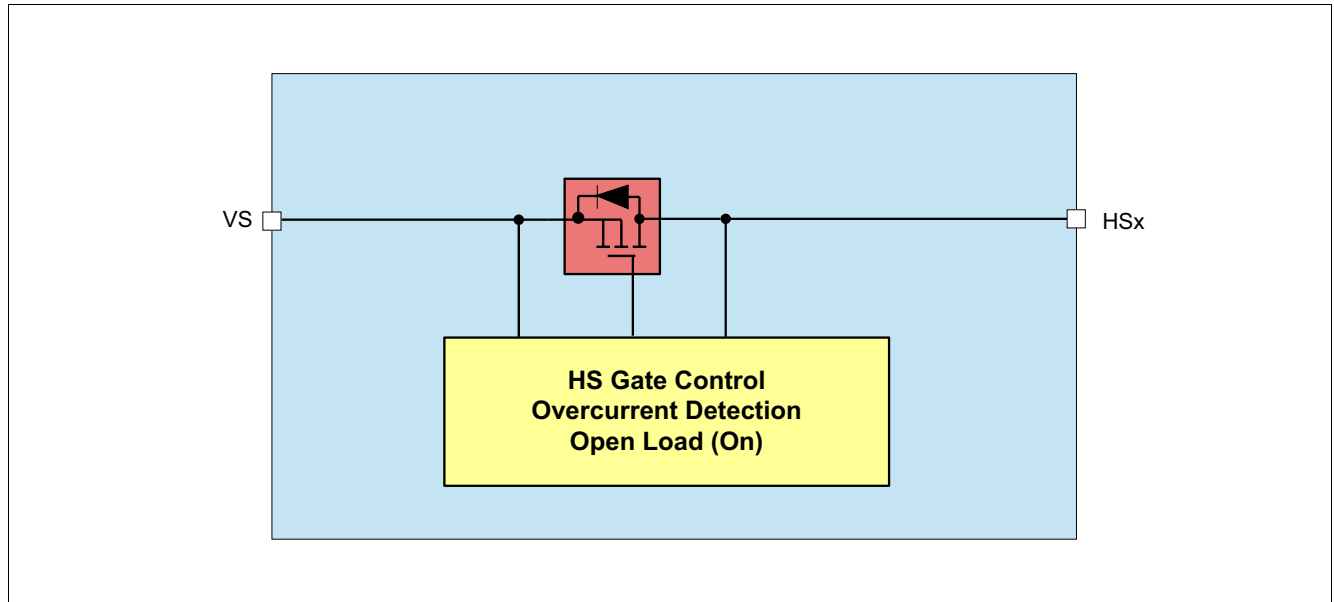 VS
HSx
HS Gate Control
Overcurrent Detection
Open Load (On)